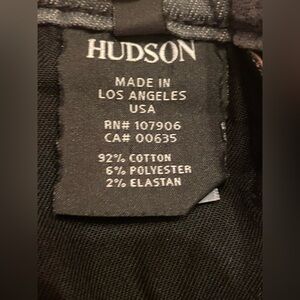 HUDSON
MADE IN
LOS ANGELES
USA
RN# 107906
CA# 00635
92% COTTON
6% POLYESTER
2% ELASTAN